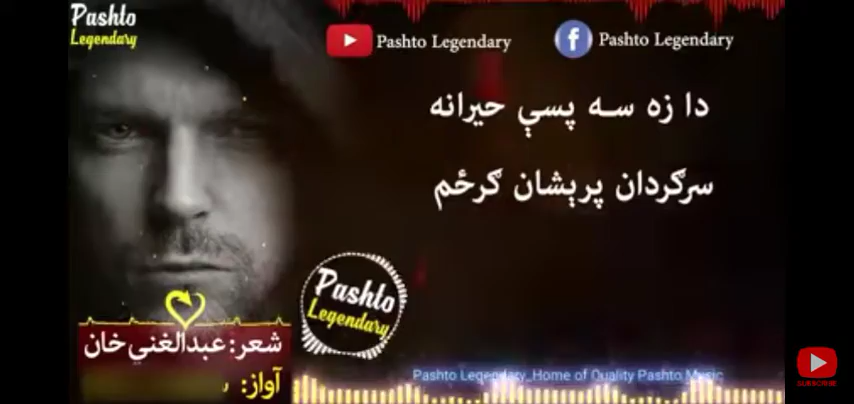 Pashto
Legendary
Pashto Legendary
Pashto Legendary
دا زه سه پسې حیرانه
سرګردان پرېشان ګرځم
Pashto
Legendary
شعر: عبدالغني خان
آواز:
Pashto Legendary_Home of Quality Pashto Music
SUBSCRIBE